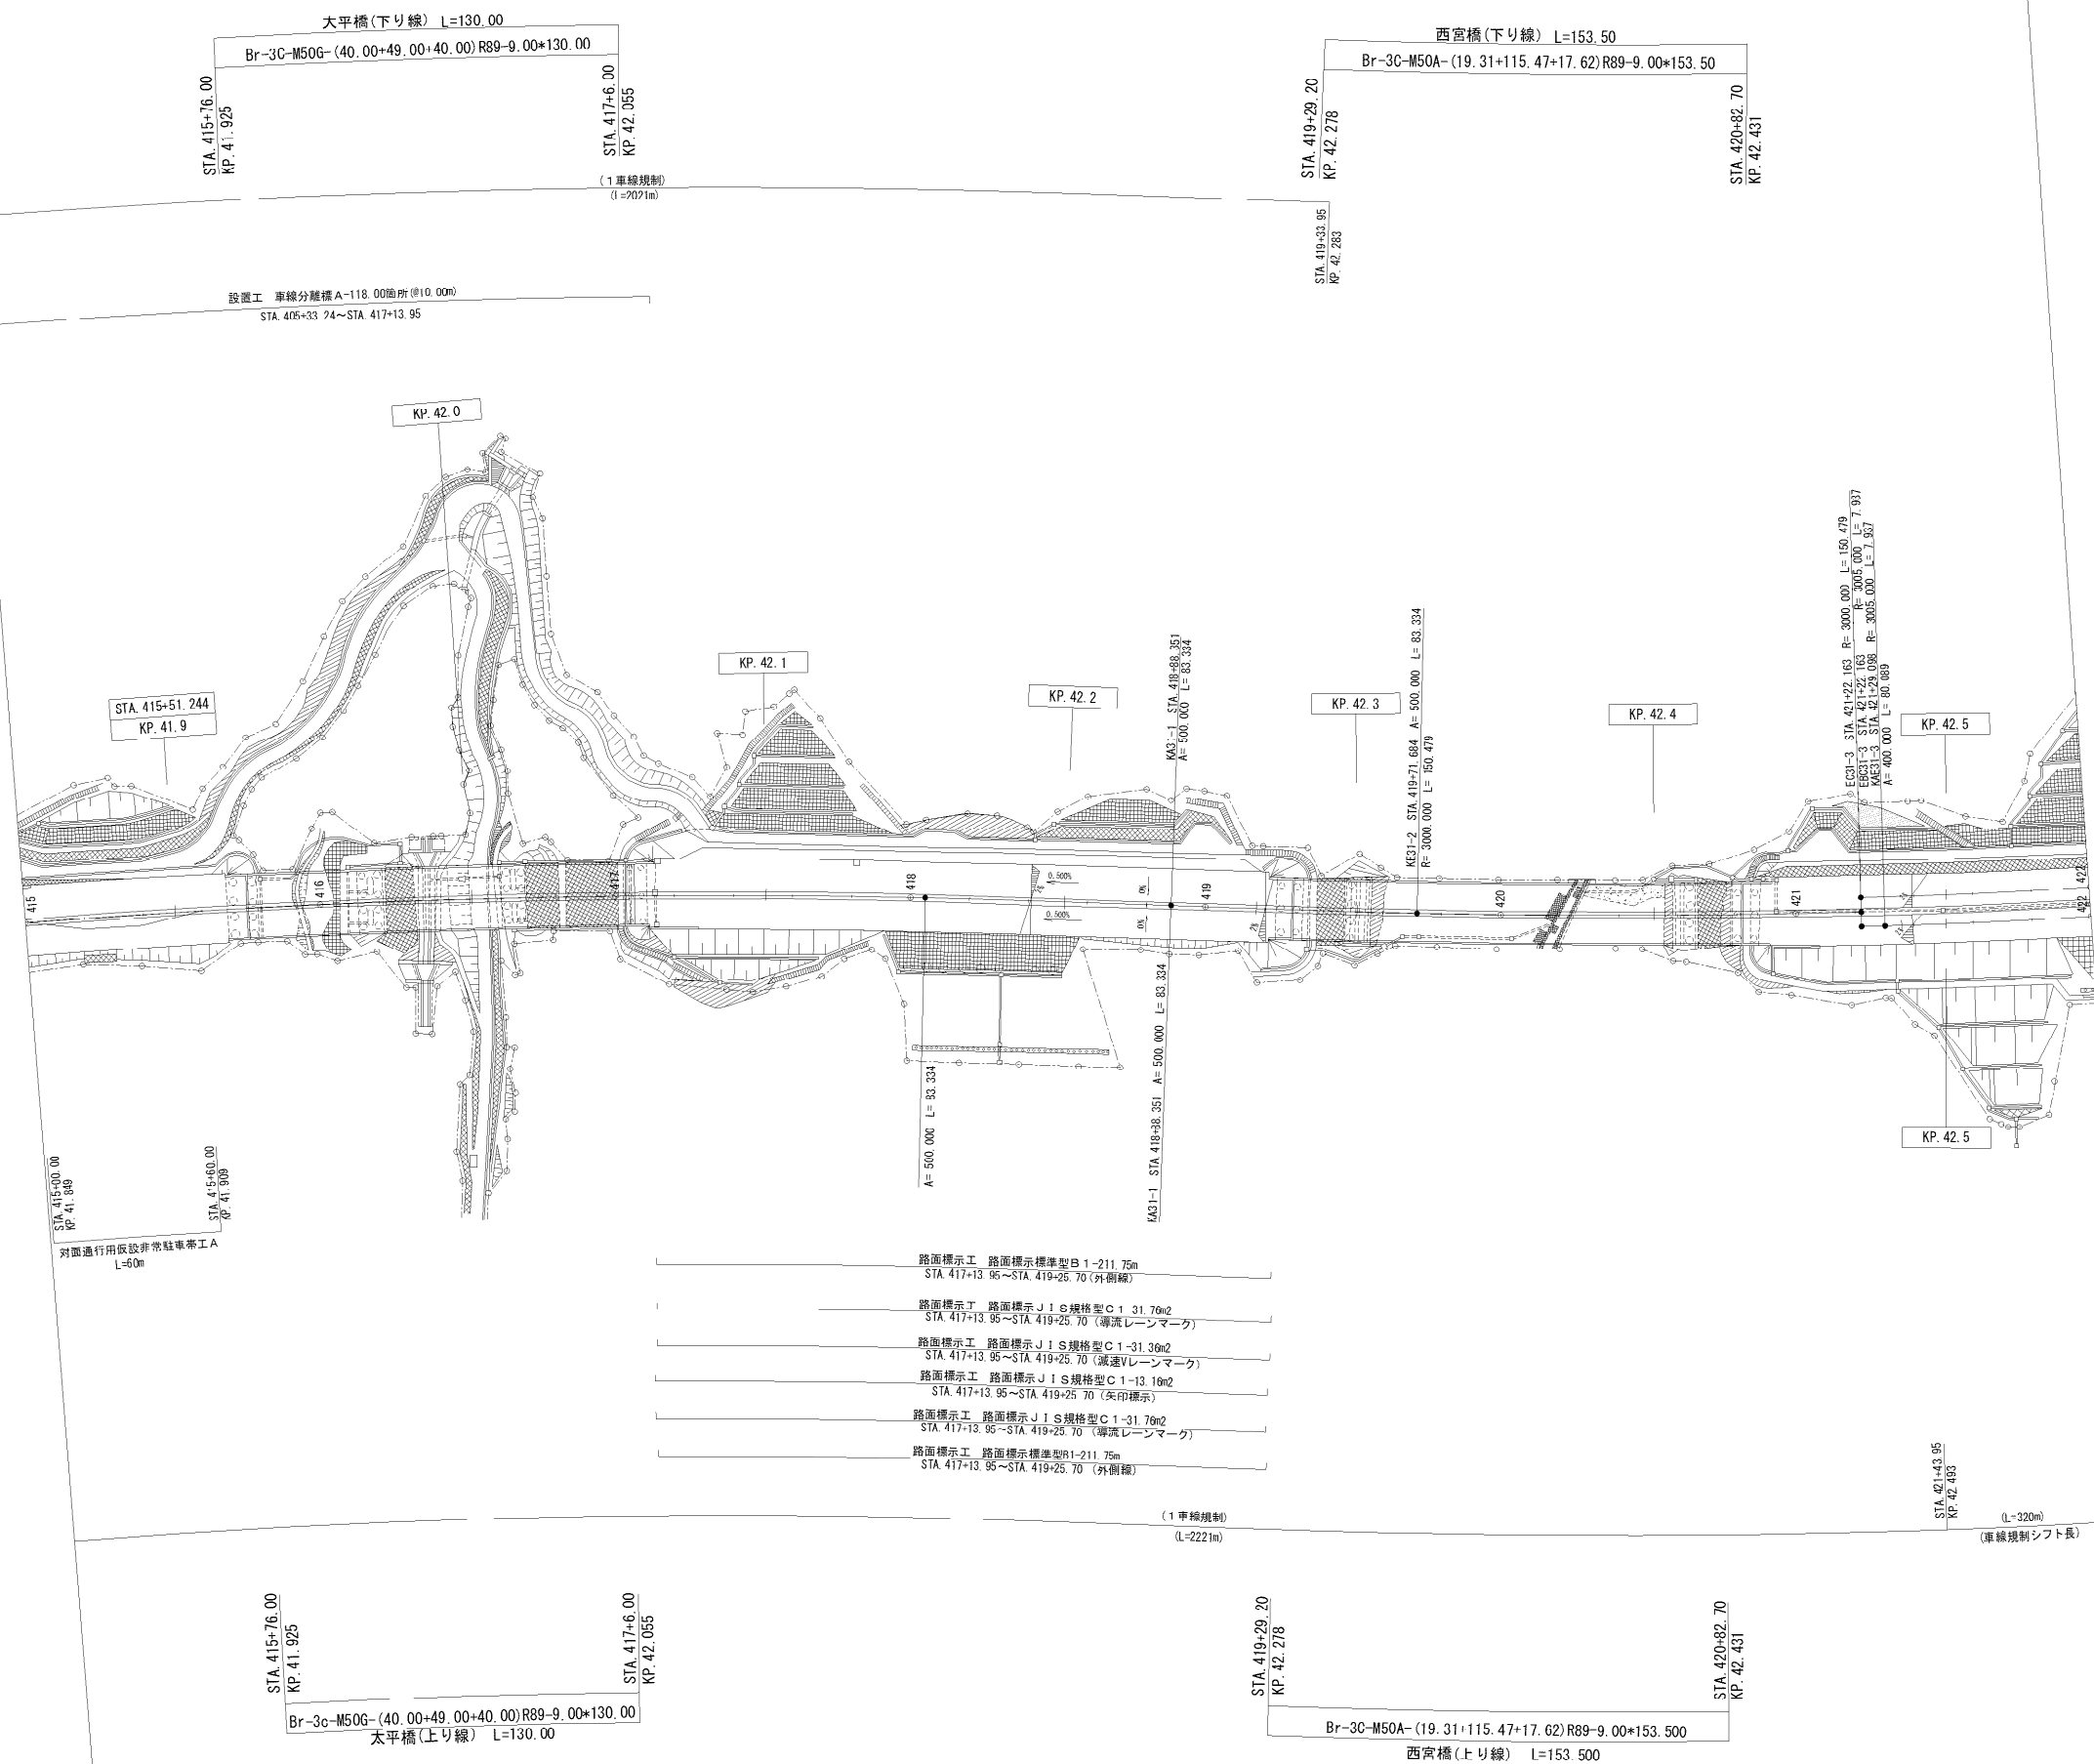 大平橋(下り線) L=130.00
Br-3C-M50G-(40.00+49.00+40.00)R89-9.00*130.00
STA.415+76.00
KP.41.925
STA.417+6.00
KP.42.055
西宮橋(下り線) L=153.50
Br-3C-M50A-(19.31+115.47+17.62)R89-9.00*153.50
STA.419+29.20
KP.42.278
STA.420+82.70
KP.42.431
(1車線規制)
(L=2021m)
STA.419+33.95
KP.42.283
設置工 車線分離標A-118.00箇所(@10.00m)
STA.405+33.24～STA.417+13.95
KP.42.0
STA.415+51.244
KP.41.9
KP.42.1
KP.42.2
KA31-1 STA.418+88.351
A=500.000 L=83.334
KP.42.3
KE31-2 STA.419+71.684 A=500.000 L=83.334
R=3000.000 L=150.479
KP.42.4
EC31-3 STA.421+22.163 R=3000.000 L=150.479
R=3005.000 L=7.937
EBC31-3 STA.421+22.163
KAE31-3 STA.421+29.098 R=3005.000 L=7.937
A=400.000 L=80.089
KP.42.5
415
416
417
418
419
420
421
422
422
0.500%
0.500%
2%
0%
0%
2%
A=500.000 L=83.334
KA31-1 STA.418+88.351 A=500.000 L=83.334
KP.42.5
STA.415+00.00
KP.41.849
STA.415+60.00
KP.41.909
対面通行用仮設非常駐車帯工A
L=60m
路面標示工 路面標示標準型B1-211.75m
STA.417+13.95～STA.419+25.70(外側線)
路面標示工 路面標示JIS規格型C1-31.76m2
STA.417+13.95～STA.419+25.70(導流レーンマーク)
路面標示工 路面標示JIS規格型C1-31.36m2
STA.417+13.95～STA.419+25.70(減速Vレーンマーク)
路面標示工 路面標示JIS規格型C1-13.16m2
STA.417+13.95～STA.419+25.70(矢印標示)
路面標示工 路面標示JIS規格型C1-31.76m2
STA.417+13.95～STA.419+25.70(導流レーンマーク)
路面標示工 路面標示標準型B1-211.75m
STA.417+13.95～STA.419+25.70(外側線)
STA.421+43.95
KP.42.493
(1車線規制)
(L=2221m)
(L=320m)
(車線規制シフト長)
STA.415+76.00
KP.41.925
STA.417+6.00
KP.42.055
Br-3c-M50G-(40.00+49.00+40.00)R89-9.00*130.00
太平橋(上り線) L=130.00
STA.419+29.20
KP.42.278
STA.420+82.70
KP.42.431
Br-3C-M50A-(19.31+115.47+17.62)R89-9.00*153.500
西宮橋(上り線) L=153.500